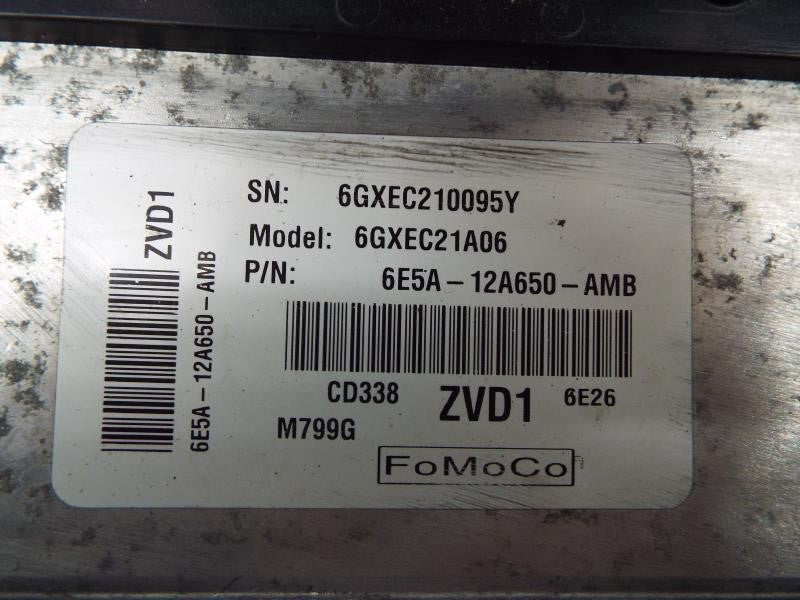 SN: 6GXEC210095Y
Model: 6GXEC21A06
P/N: 6E5A-12A650-AMB
CD338 ZVD1 6E26
M799G
FoMoCo
ZVD1
6E5A-12A650-AMB